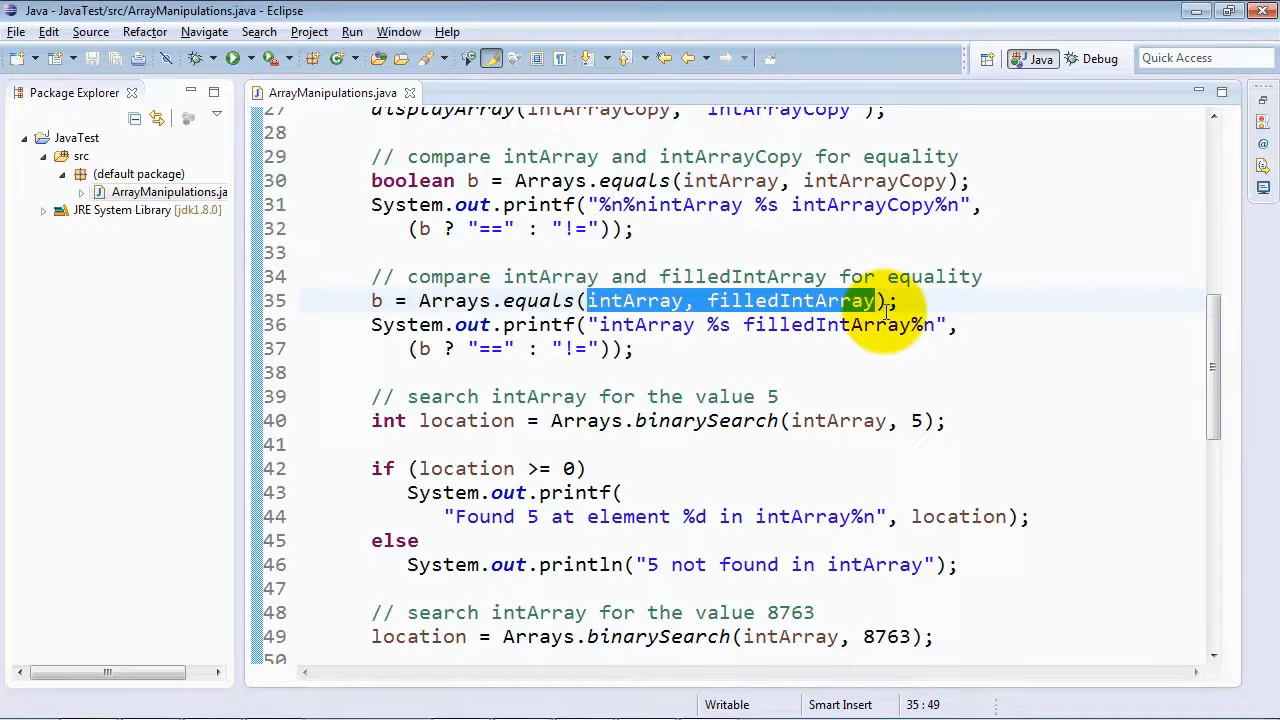 Java - JavaTest/src/ArrayManipulations.java - Eclipse
File Edit Source Refactor Navigate Search Project Run Window Help
Java Debug Quick Access
Package Explorer
ArrayManipulations.java
JavaTest
src
(default package)
ArrayManipulations.ja
JRE System Library [jdk1.8.0]
27 displayArray(intArrayCopy, "intArrayCopy");
28
29 // compare intArray and intArrayCopy for equality
30 boolean b = Arrays.equals(intArray, intArrayCopy);
31 System.out.printf("%n%nintArray %s intArrayCopy%n",
32 (b ? "==" : "!="));
33
34 // compare intArray and filledIntArray for equality
35 b = Arrays.equals(intArray, filledIntArray);
36 System.out.printf("intArray %s filledIntArray%n",
37 (b ? "==" : "!="));
38
39 // search intArray for the value 5
40 int location = Arrays.binarySearch(intArray, 5);
41
42 if (location >= 0)
43 System.out.printf(
44 "Found 5 at element %d in intArray%n", location);
45 else
46 System.out.println("5 not found in intArray");
47
48 // search intArray for the value 8763
49 location = Arrays.binarySearch(intArray, 8763);
50
Writable Smart Insert 35 : 49